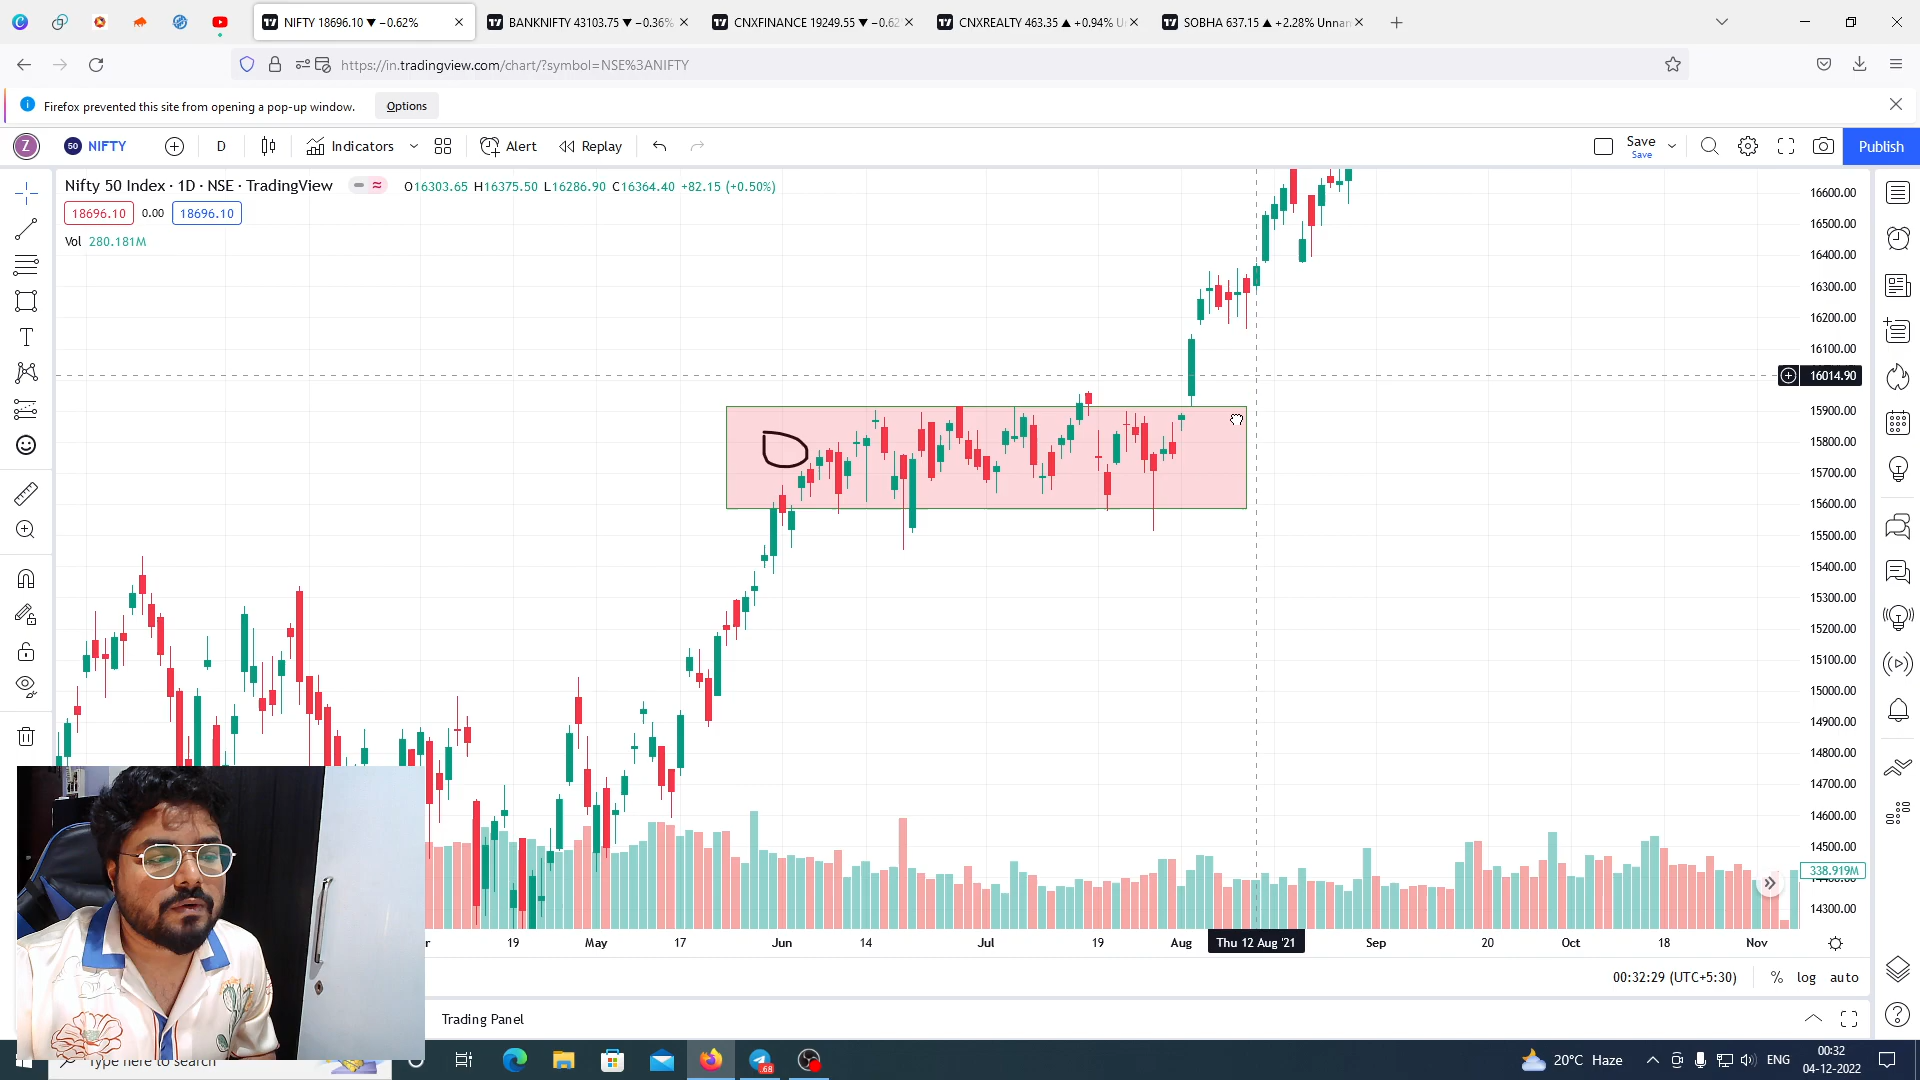 NIFTY 18696.10 ▼ −0.62%
BANKNIFTY 43103.75 ▼ −0.36%
CNXFINANCE 19249.55 ▼ −0.62
CNXREALTY 463.35 ▲ +0.94% U
SOBHA 637.15 ▲ +2.28% Unnan
https://in.tradingview.com/chart/?symbol=NSE%3ANIFTY
Firefox prevented this site from opening a pop-up window.
Options
Z
50 NIFTY
D
Indicators
Alert
Replay
Save
Save
Publish
Nifty 50 Index · 1D · NSE · TradingView
O16303.65 H16375.50 L16286.90 C16364.40 +82.15 (+0.50%)
18696.10 0.00 18696.10
Vol 280.181M
16600.00
16500.00
16400.00
16300.00
16200.00
16100.00
16014.90
15900.00
15800.00
15700.00
15600.00
15500.00
15400.00
15300.00
15200.00
15100.00
15000.00
14900.00
14800.00
14700.00
14600.00
14500.00
338.919M
14300.00
D
19 May 17 Jun 14 Jul 19 Aug Thu 12 Aug '21 Sep 20 Oct 18 Nov
00:32:29 (UTC+5:30) % log auto
Trading Panel
Type here to search
.68
20°C Haze
ENG
00:32
04-12-2022